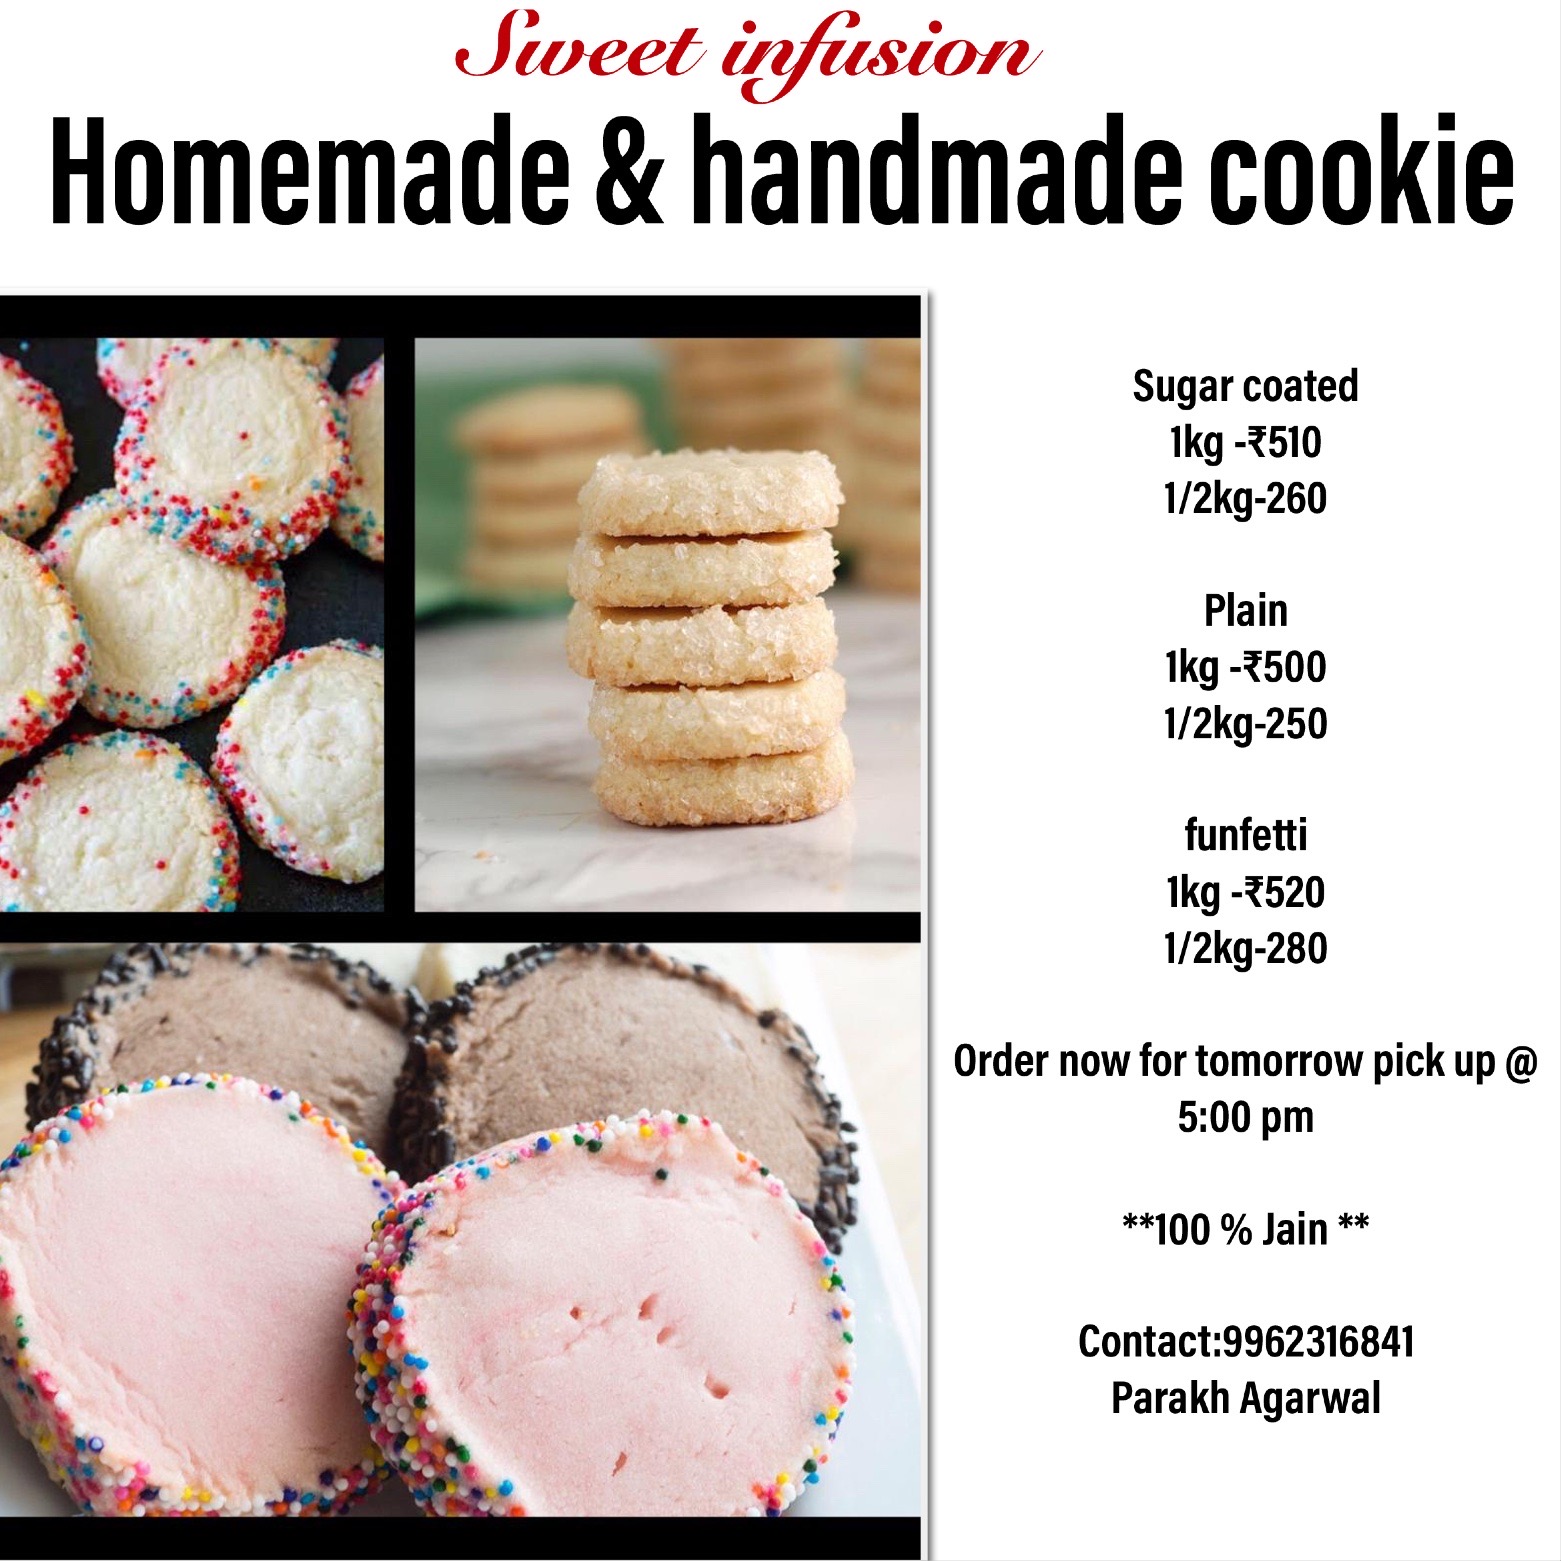 Sweet infusion
Homemade & handmade cookie
Sugar coated
1kg -₹510
1/2kg-260
Plain
1kg -₹500
1/2kg-250
funfetti
1kg -₹520
1/2kg-280
Order now for tomorrow pick up @
5:00 pm
**100 % Jain **
Contact:9962316841
Parakh Agarwal